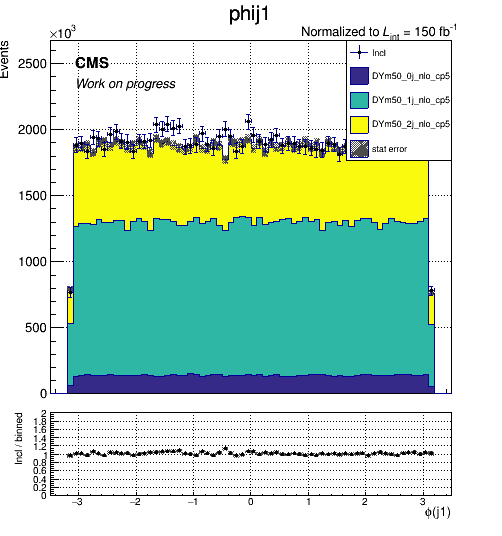 phij1
×10³
Normalized to L_int = 150 fb⁻¹
Events
CMS
Work on progress
Incl
DYm50_0j_nlo_cp5
DYm50_1j_nlo_cp5
DYm50_2j_nlo_cp5
stat error
2500
2000
1500
1000
500
0
Incl / binned
2
1.8
1.6
1.4
1.2
1
0.8
0.6
0.4
0.2
0
−3 −2 −1 0 1 2 3
ϕ(j1)